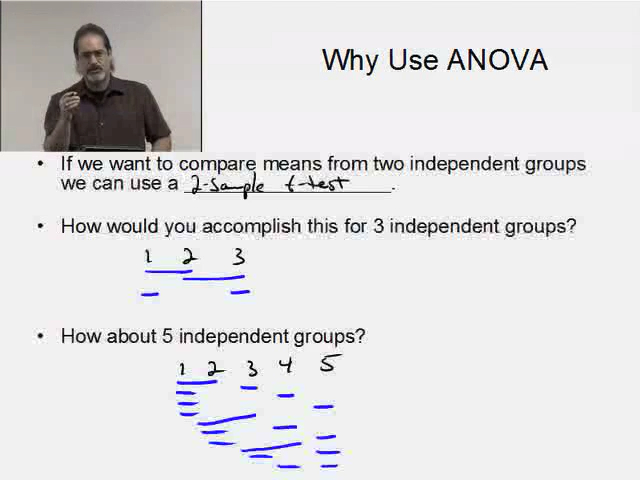 Why Use ANOVA
• If we want to compare means from two independent groups
we can use a 2-sample t-test.
• How would you accomplish this for 3 independent groups?
1 2 3
• How about 5 independent groups?
1 2 3 4 5